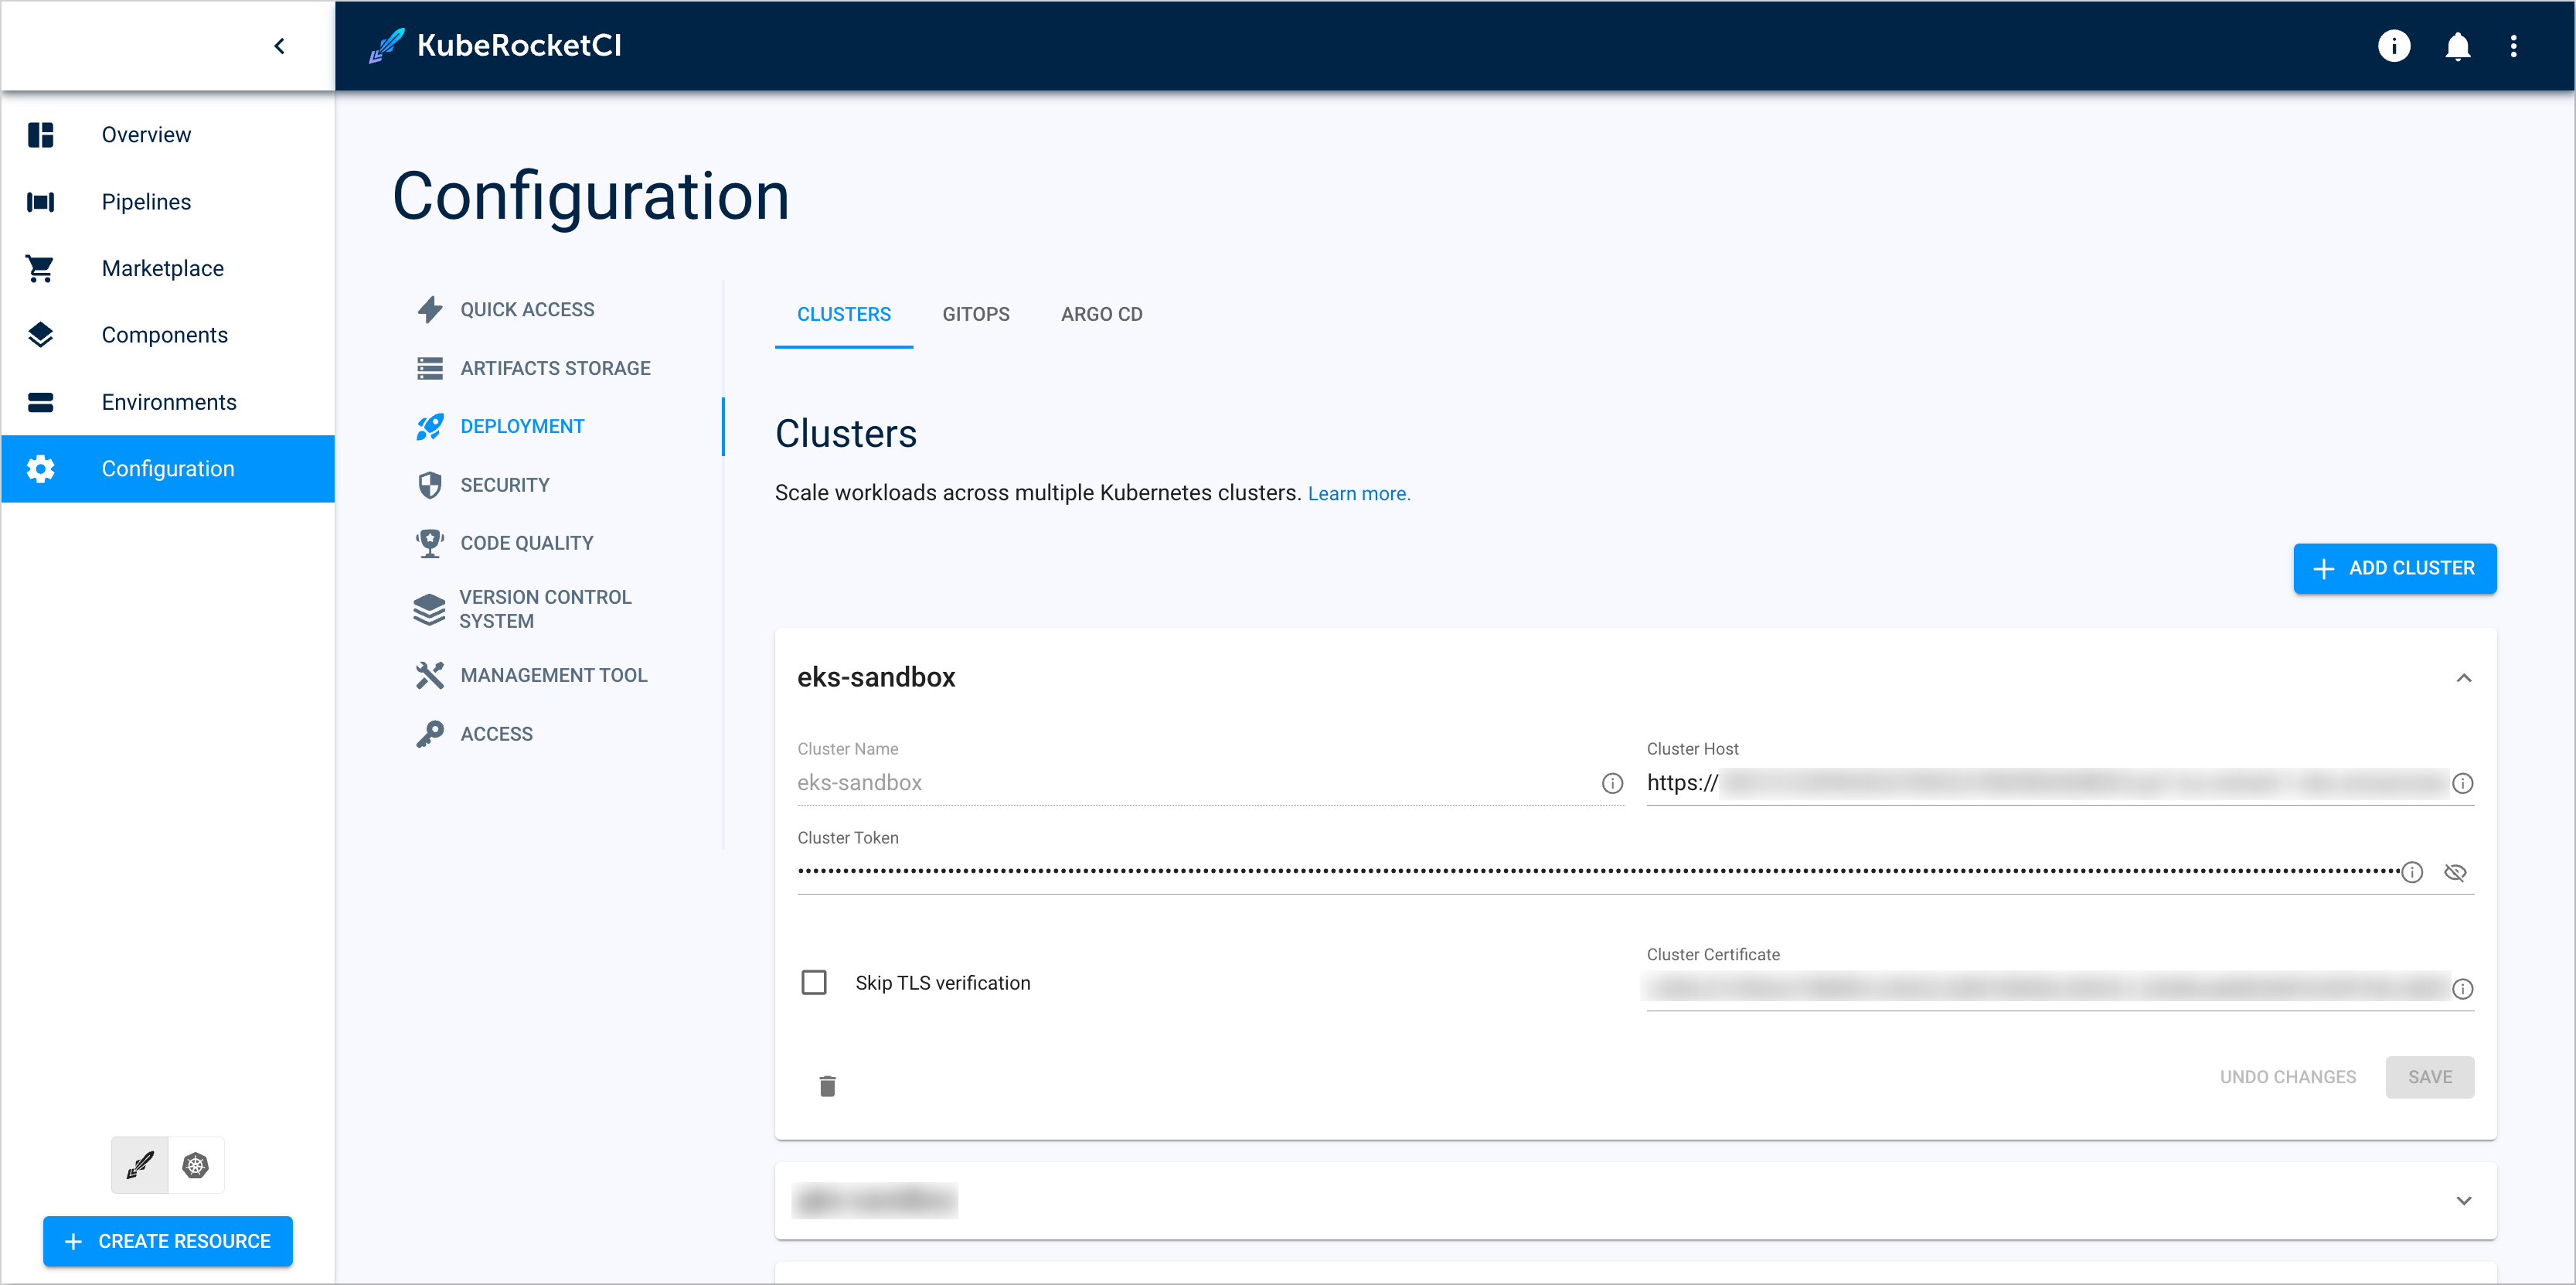 KubeRocketCI
Overview
Pipelines
Marketplace
Components
Environments
Configuration
CREATE RESOURCE
Configuration
QUICK ACCESS
ARTIFACTS STORAGE
DEPLOYMENT
SECURITY
CODE QUALITY
VERSION CONTROL
SYSTEM
MANAGEMENT TOOL
ACCESS
CLUSTERS GITOPS ARGO CD
Clusters
Scale workloads across multiple Kubernetes clusters. Learn more.
ADD CLUSTER
eks-sandbox
Cluster Name
eks-sandbox
Cluster Host
https://
Cluster Token
Skip TLS verification
Cluster Certificate
UNDO CHANGES SAVE